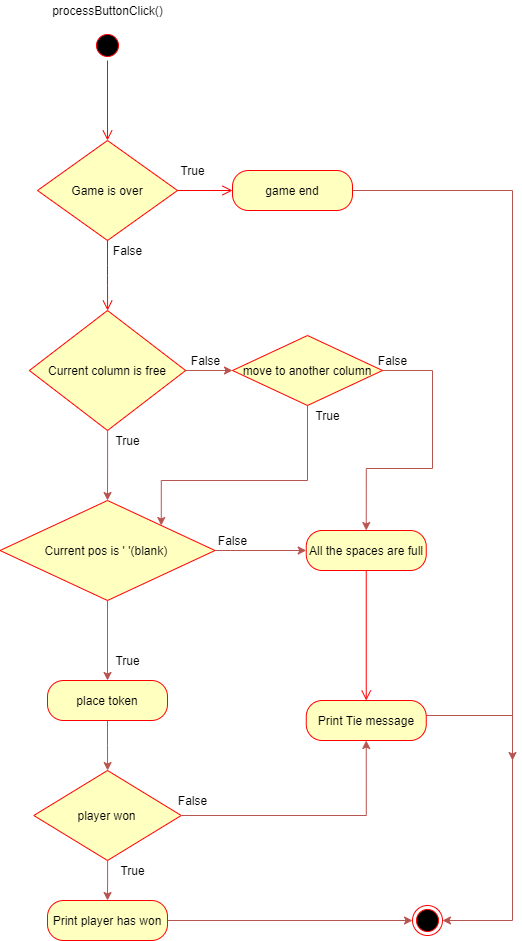 processButtonClick()
True
Game is over
game end
False
False
False
Current column is free
move to another column
True
True
False
Current pos is ' '(blank)
All the spaces are full
True
place token
Print Tie message
False
player won
True
Print player has won